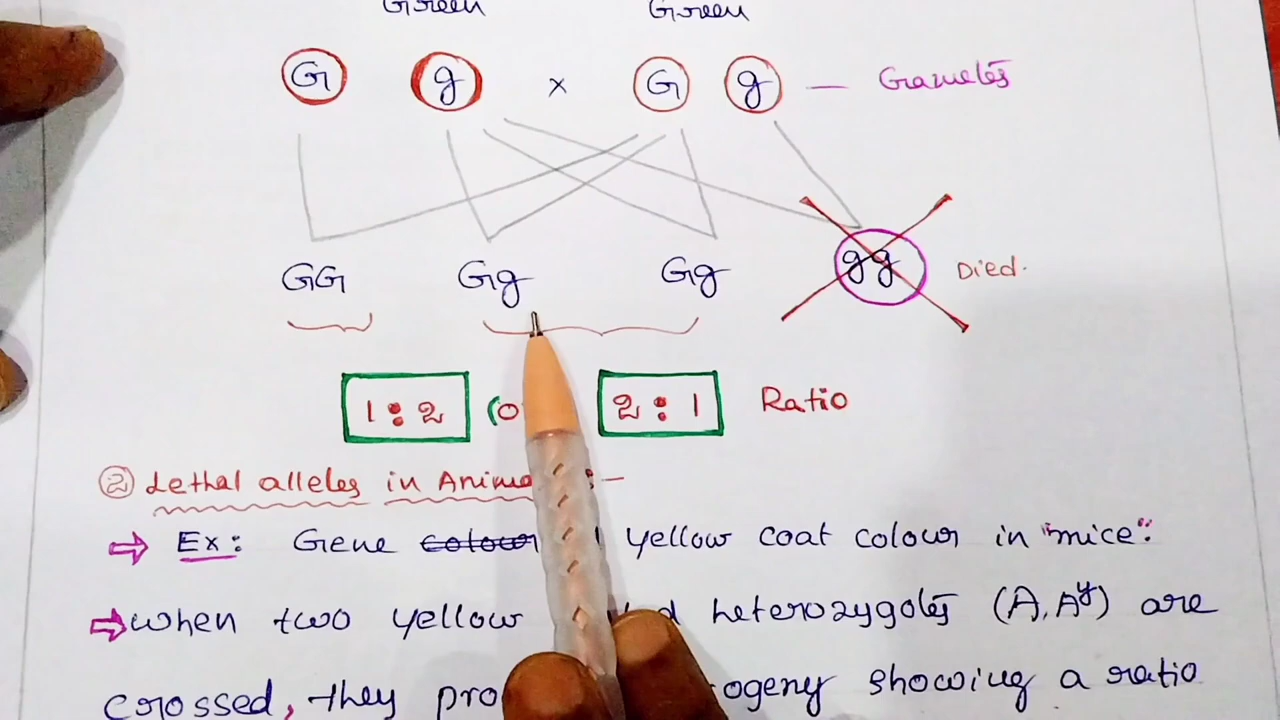 Green Green
G g x G g — Gametes
GG Gg Gg gg Died.
1 : 2 (o 2 : 1 Ratio
② Lethal alleles in Anima :-
⇒ Ex: Gene colour yellow coat colour in "mice".
⇒ when two yellow heterozygotes (A, Aʸ) are
crossed, they pro ogeny showing a ratio